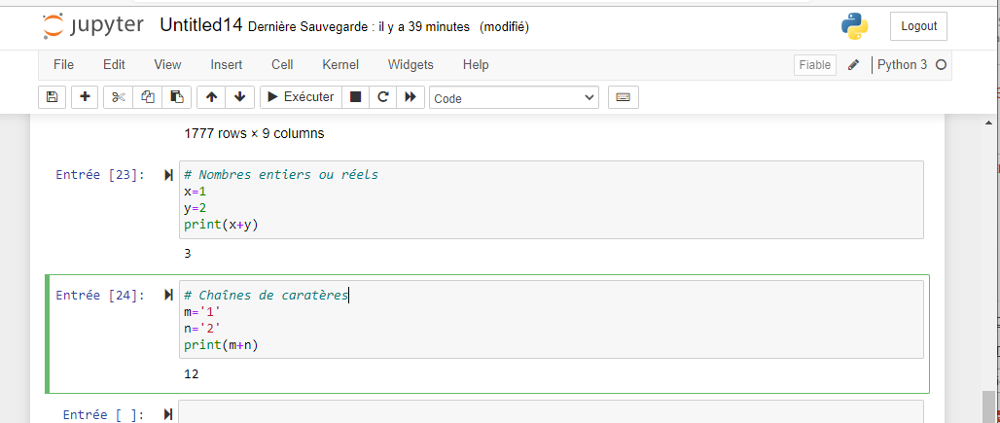 jupyter Untitled14 Dernière Sauvegarde : il y a 39 minutes (modifié)
Logout
File Edit View Insert Cell Kernel Widgets Help
Fiable
Python 3
Exécuter
Code
1777 rows × 9 columns
Entrée [23]:
# Nombres entiers ou réels
x=1
y=2
print(x+y)
3
Entrée [24]:
# Chaînes de caratères
m='1'
n='2'
print(m+n)
12
Entrée [ ]: